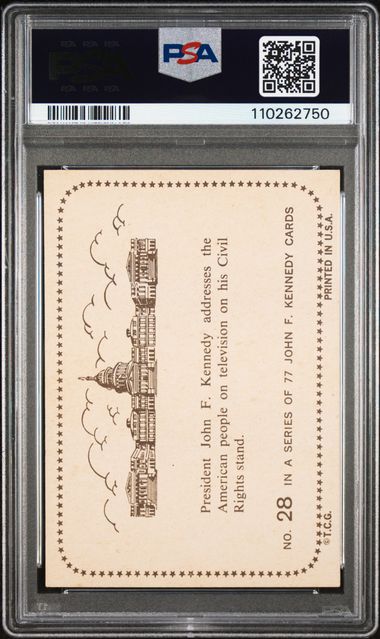 PSA
110262750
President John F. Kennedy addresses the
American people on television on his Civil
Rights stand.
NO. 28 IN A SERIES OF 77 JOHN F. KENNEDY CARDS
©T.C.G. PRINTED IN U.S.A.